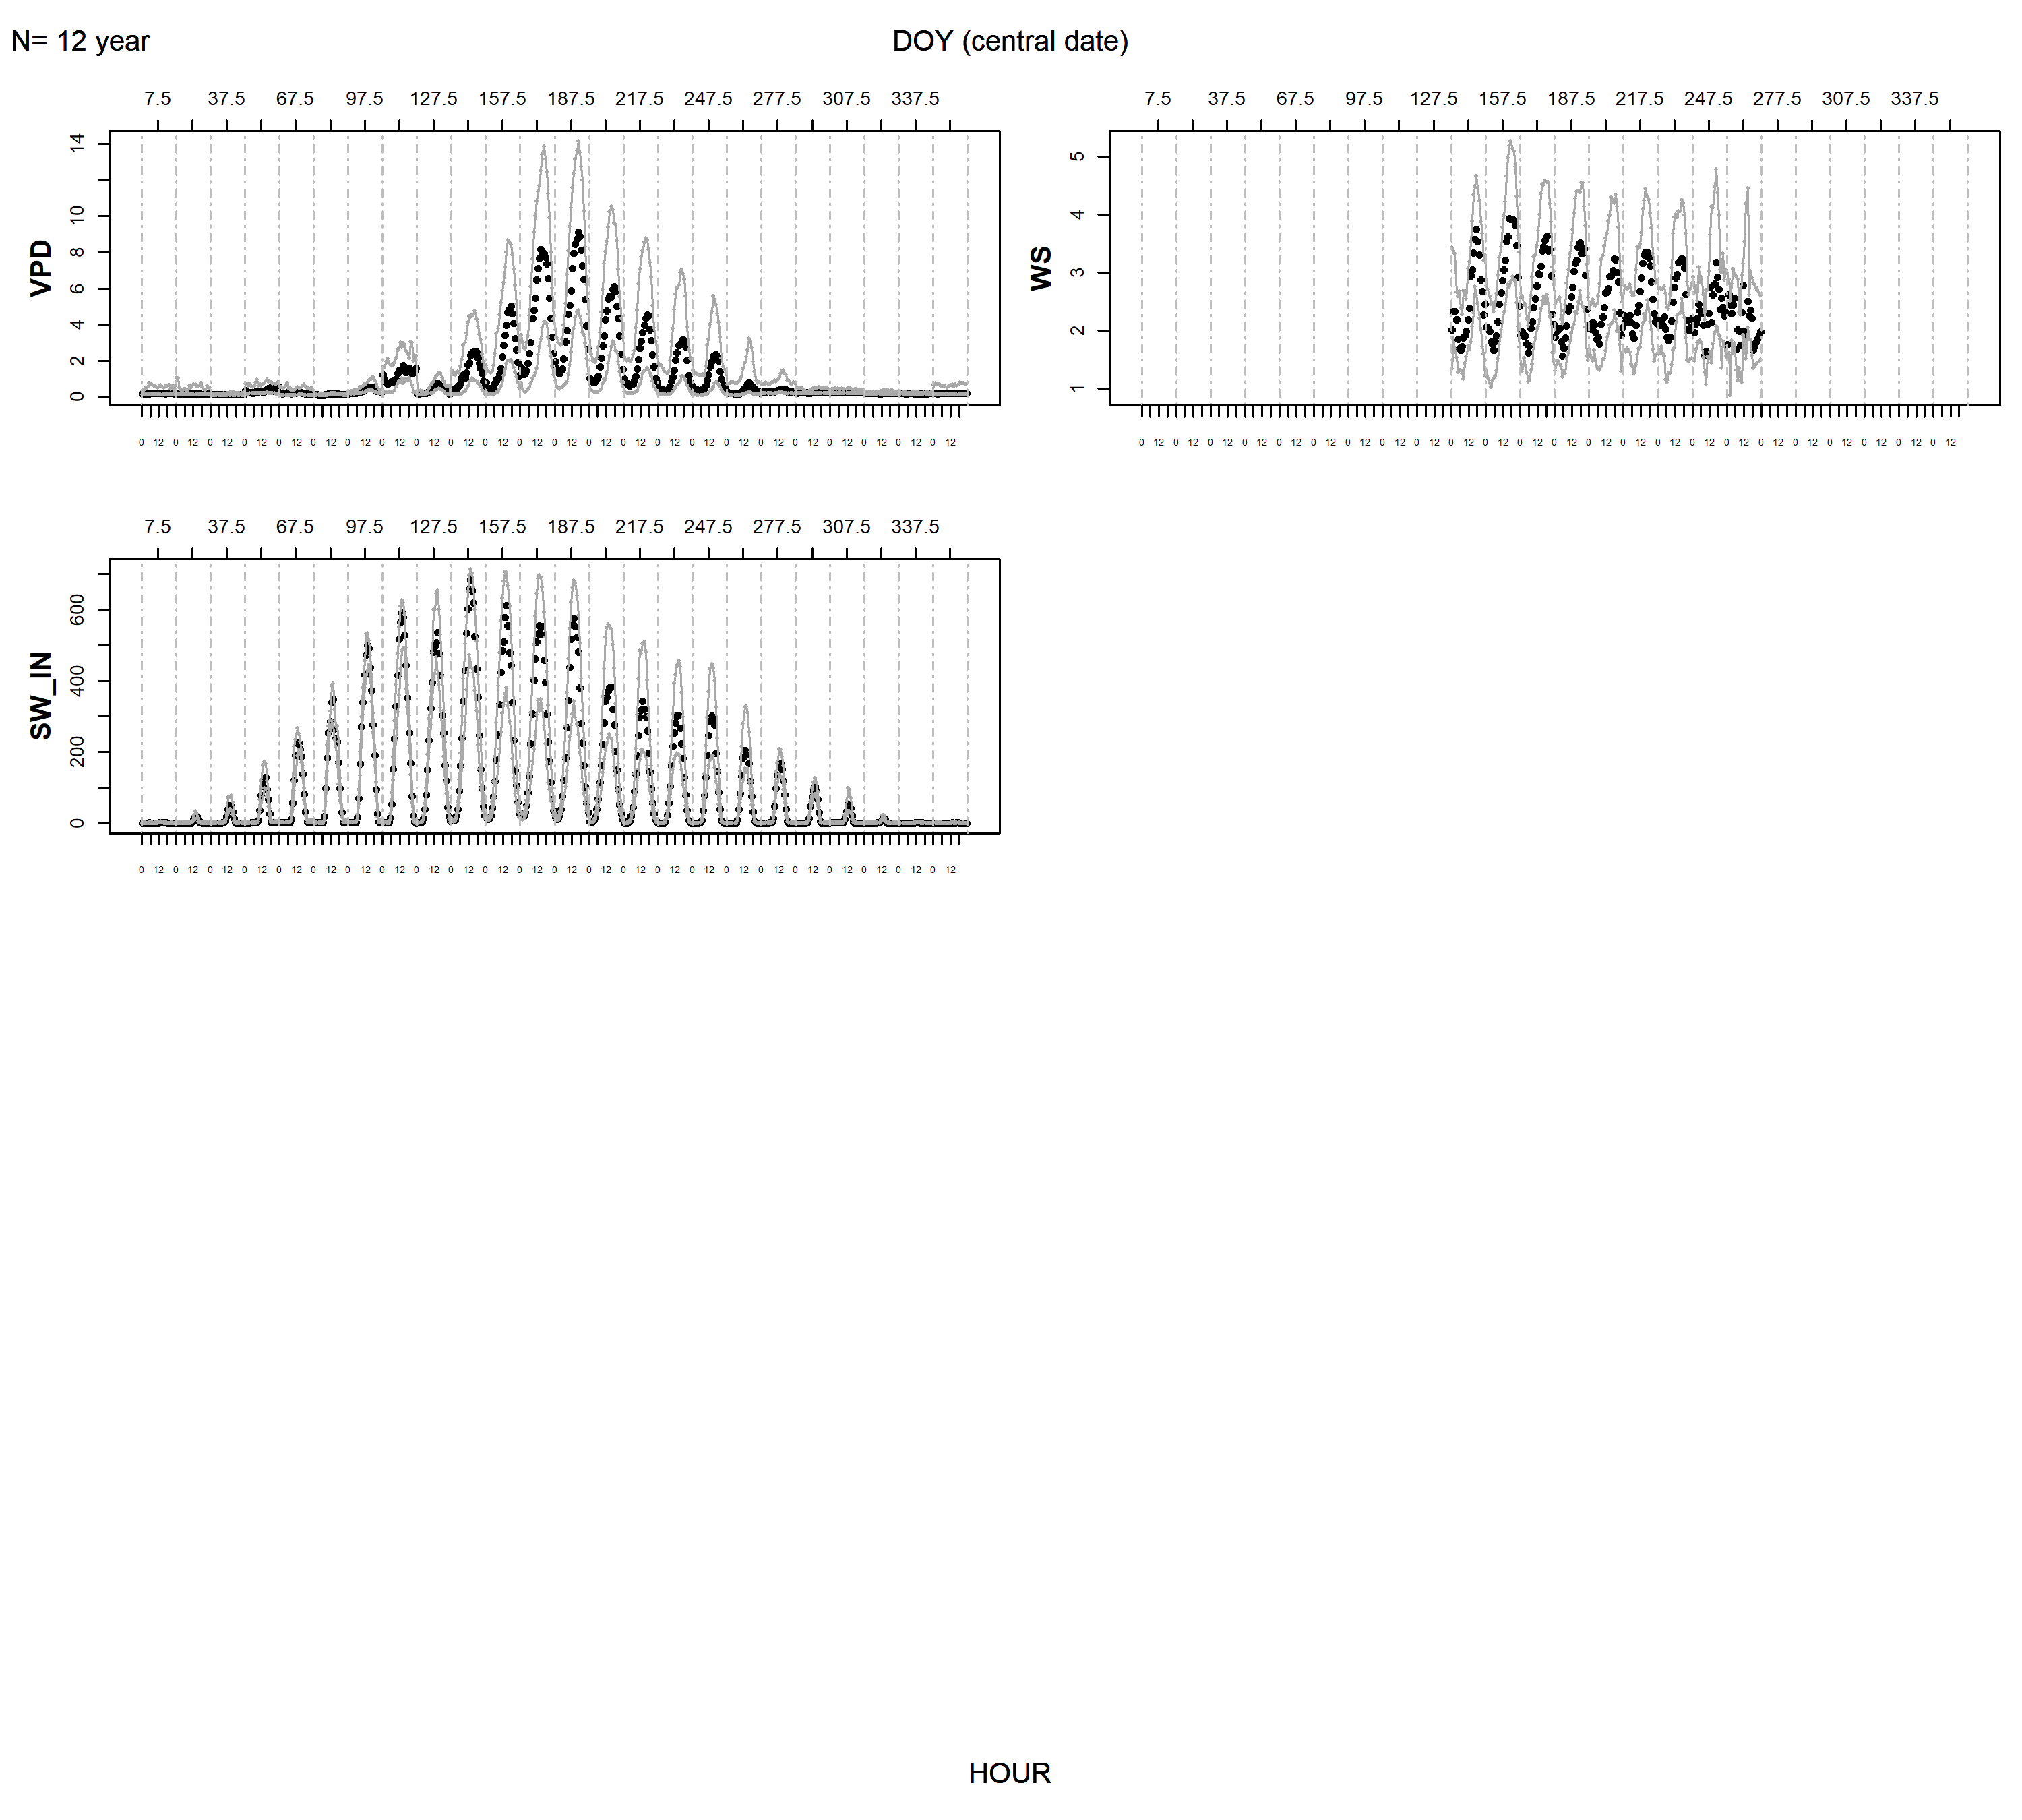 N= 12 year
DOY (central date)
7.5 37.5 67.5 97.5 127.5 157.5 187.5 217.5 247.5 277.5 307.5 337.5
VPD
0 2 4 6 8 10 14
0 12 0 12 0 12 0 12 0 12 0 12 0 12 0 12 0 12 0 12 0 12 0 12 0 12 0 12 0 12 0 12 0 12 0 12 0 12 0 12 0 12 0 12 0 12 0 12
7.5 37.5 67.5 97.5 127.5 157.5 187.5 217.5 247.5 277.5 307.5 337.5
WS
1 2 3 4 5
0 12 0 12 0 12 0 12 0 12 0 12 0 12 0 12 0 12 0 12 0 12 0 12 0 12 0 12 0 12 0 12 0 12 0 12 0 12 0 12 0 12 0 12 0 12 0 12
7.5 37.5 67.5 97.5 127.5 157.5 187.5 217.5 247.5 277.5 307.5 337.5
SW_IN
0 200 400 600
0 12 0 12 0 12 0 12 0 12 0 12 0 12 0 12 0 12 0 12 0 12 0 12 0 12 0 12 0 12 0 12 0 12 0 12 0 12 0 12 0 12 0 12 0 12 0 12
HOUR